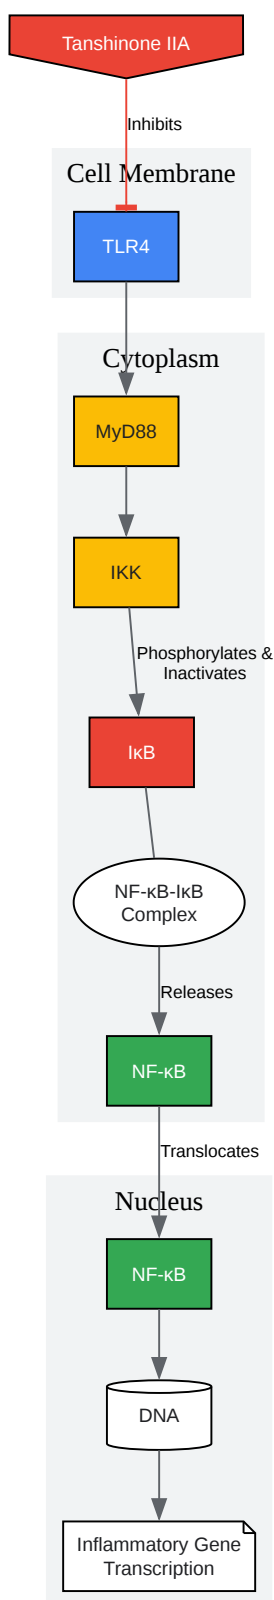 Tanshinone IIA
Inhibits
Cell Membrane
TLR4
Cytoplasm
MyD88
IKK
Phosphorylates &
Inactivates
IκB
NF-κB-IκB
Complex
Releases
NF-κB
Translocates
Nucleus
NF-κB
DNA
Inflammatory Gene
Transcription